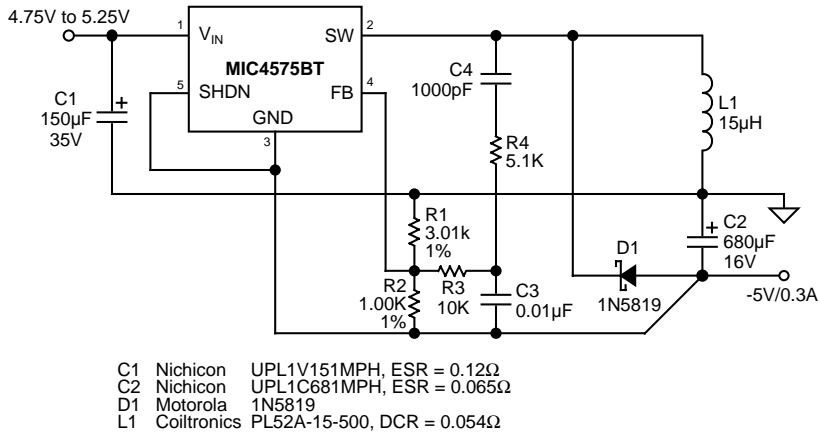 4.75V to 5.25V
1
VIN
SW
2
MIC4575BT
5
SHDN
FB
4
GND
3
C1
150µF
35V
+
C4
1000pF
R4
5.1K
L1
15µH
R1
3.01k
1%
R2
1.00K
1%
R3
10K
C3
0.01µF
D1
1N5819
C2
680µF
16V
+
-5V/0.3A
C1 Nichicon UPL1V151MPH, ESR = 0.12Ω
C2 Nichicon UPL1C681MPH, ESR = 0.065Ω
D1 Motorola 1N5819
L1 Coiltronics PL52A-15-500, DCR = 0.054Ω